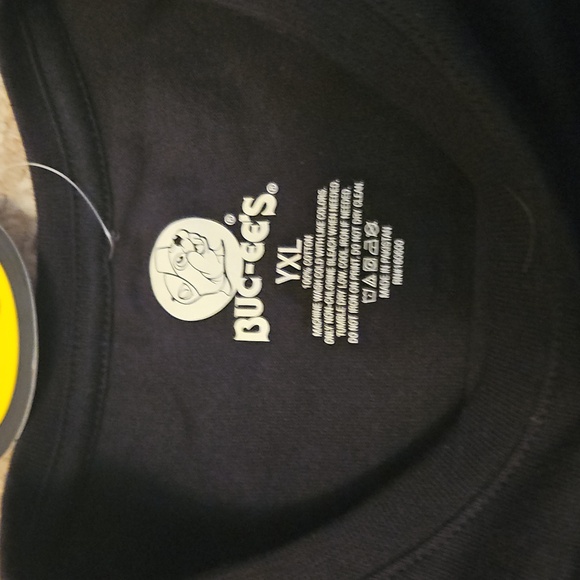 BUC-ee'S®
YXL
100% COTTON
MACHINE WASH COLD WITH LIKE COLORS.
ONLY NON-CHLORINE BLEACH WHEN NEEDED.
TUMBLE DRY LOW. COOL IRON IF NEEDED.
DO NOT IRON ON PRINT. DO NOT DRY CLEAN.
MADE IN PAKISTAN